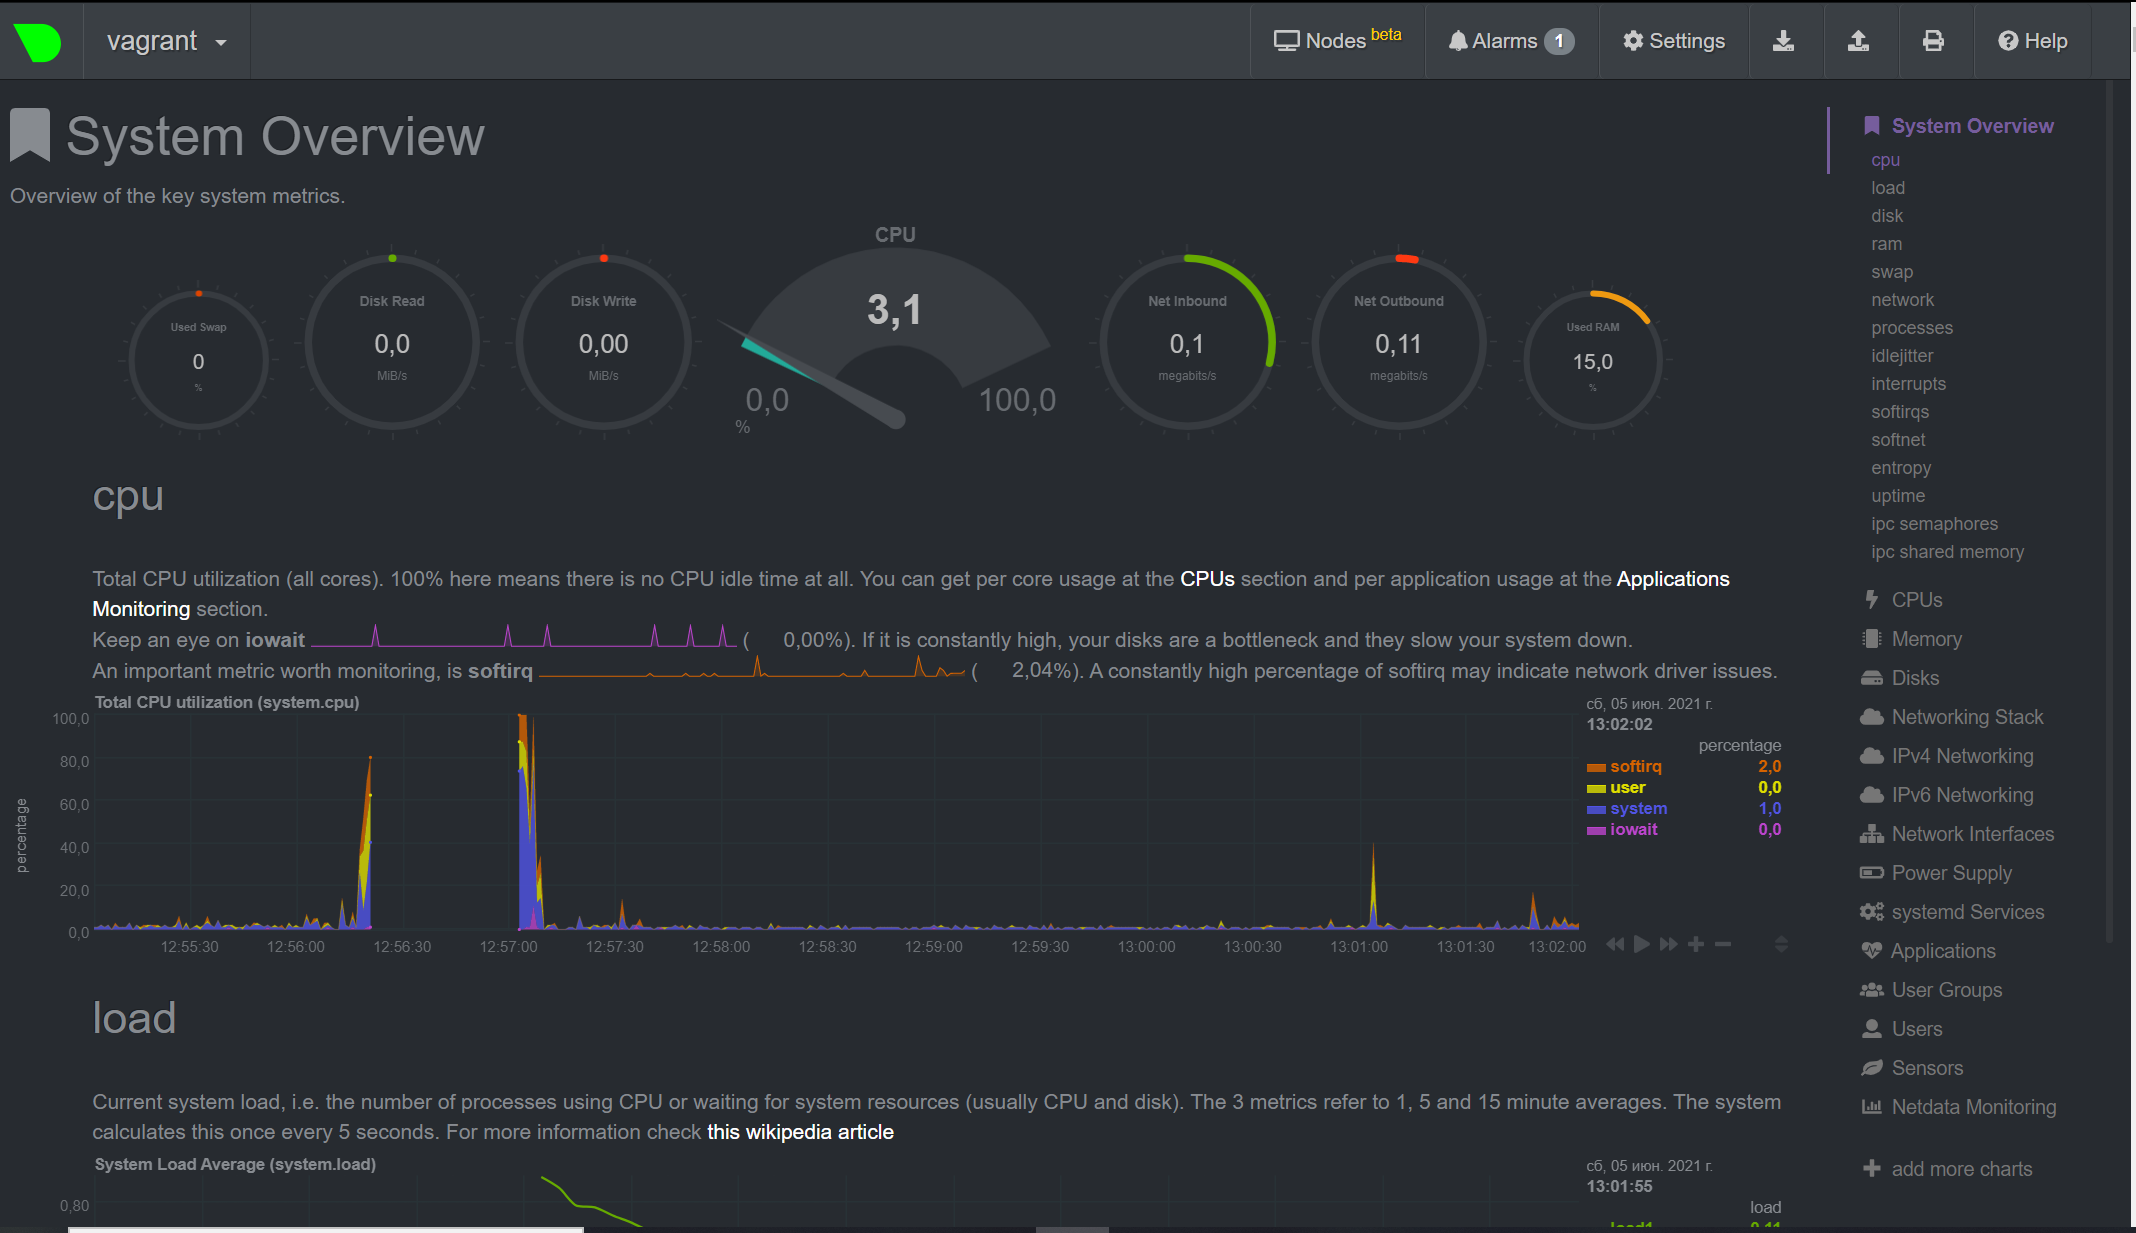 vagrant
Nodes beta
Alarms 1
Settings
Help
System Overview
Overview of the key system metrics.
Used Swap
0
%
Disk Read
0,0
MiB/s
Disk Write
0,00
MiB/s
CPU
3,1
0,0
100,0
%
Net Inbound
0,1
megabits/s
Net Outbound
0,11
megabits/s
Used RAM
15,0
%
cpu
Total CPU utilization (all cores). 100% here means there is no CPU idle time at all. You can get per core usage at the CPUs section and per application usage at the Applications
Monitoring section.
Keep an eye on iowait ( 0,00%). If it is constantly high, your disks are a bottleneck and they slow your system down.
An important metric worth monitoring, is softirq ( 2,04%). A constantly high percentage of softirq may indicate network driver issues.
Total CPU utilization (system.cpu)
percentage
100,0
80,0
60,0
40,0
20,0
0,0
12:55:30 12:56:00 12:56:30 12:57:00 12:57:30 12:58:00 12:58:30 12:59:00 12:59:30 13:00:00 13:00:30 13:01:00 13:01:30 13:02:00
сб, 05 июн. 2021 г.
13:02:02
percentage
softirq 2,0
user 0,0
system 1,0
iowait 0,0
load
Current system load, i.e. the number of processes using CPU or waiting for system resources (usually CPU and disk). The 3 metrics refer to 1, 5 and 15 minute averages. The system
calculates this once every 5 seconds. For more information check this wikipedia article
System Load Average (system.load)
0,80
сб, 05 июн. 2021 г.
13:01:55
load
load1 0,11
System Overview
cpu
load
disk
ram
swap
network
processes
idlejitter
interrupts
softirqs
softnet
entropy
uptime
ipc semaphores
ipc shared memory
CPUs
Memory
Disks
Networking Stack
IPv4 Networking
IPv6 Networking
Network Interfaces
Power Supply
systemd Services
Applications
User Groups
Users
Sensors
Netdata Monitoring
add more charts